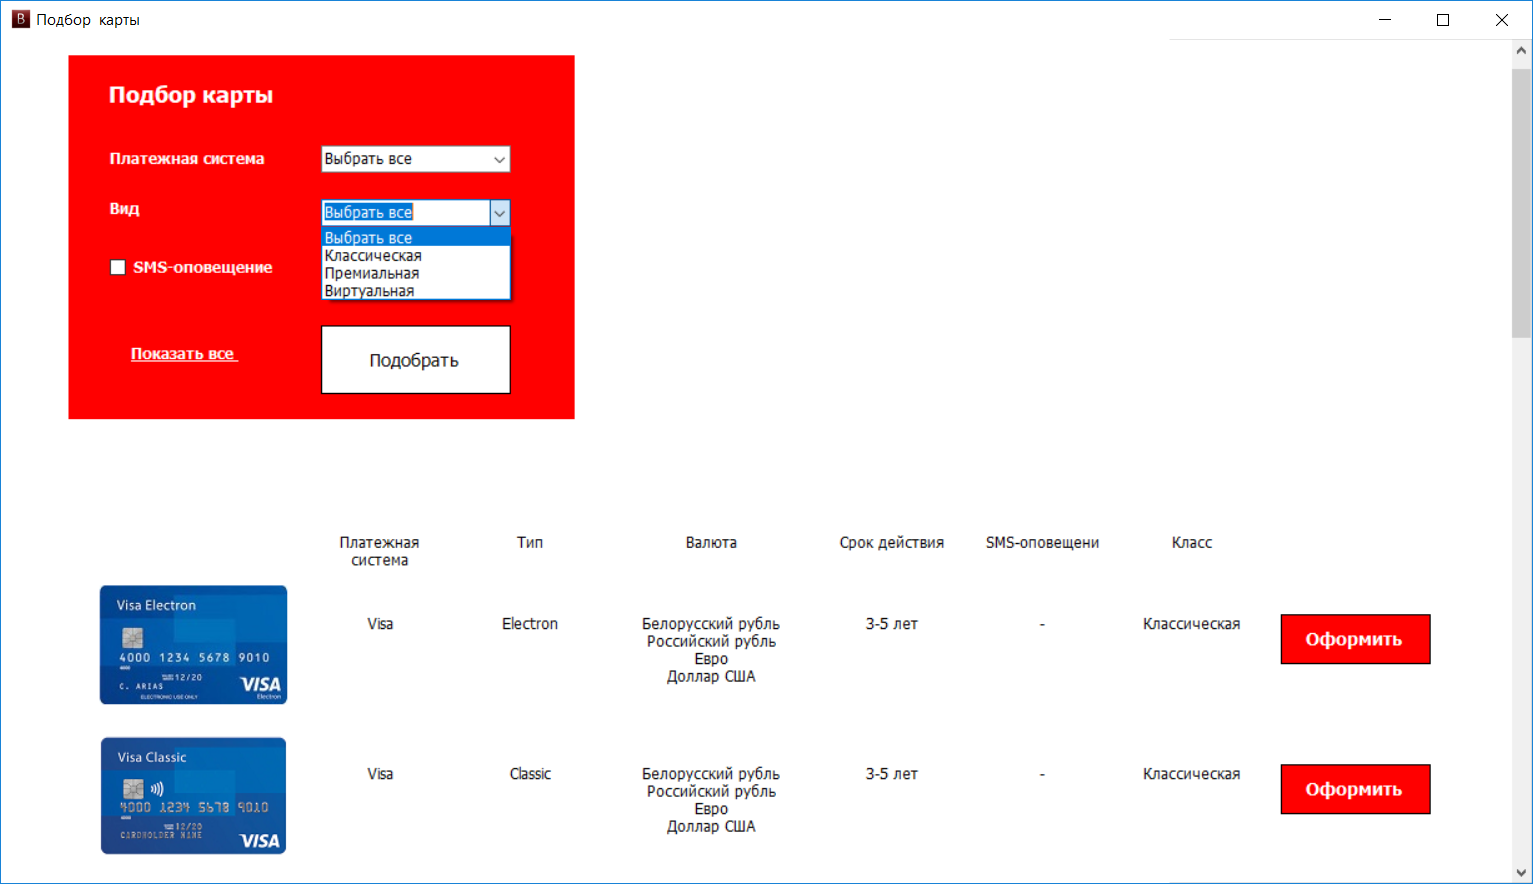 B Подбор карты
Подбор карты
Платежная система
Выбрать все
Вид
Выбрать все
Выбрать все
Классическая
Премиальная
Виртуальная
SMS-оповещение
Показать все
Подобрать
Платежная
система
Тип
Валюта
Срок действия
SMS-оповещени
Класс
Visa Electron
4000 1234 5678 9010
4000
12/20
C. ARIAS
ELECTRONIC USE ONLY
VISA
Electron
Visa
Electron
Белорусский рубль
Российский рубль
Евро
Доллар США
3-5 лет
-
Классическая
Оформить
Visa Classic
4000 1234 5678 9010
12/20
CARDHOLDER NAME
VISA
Visa
Classic
Белорусский рубль
Российский рубль
Евро
Доллар США
3-5 лет
-
Классическая
Оформить